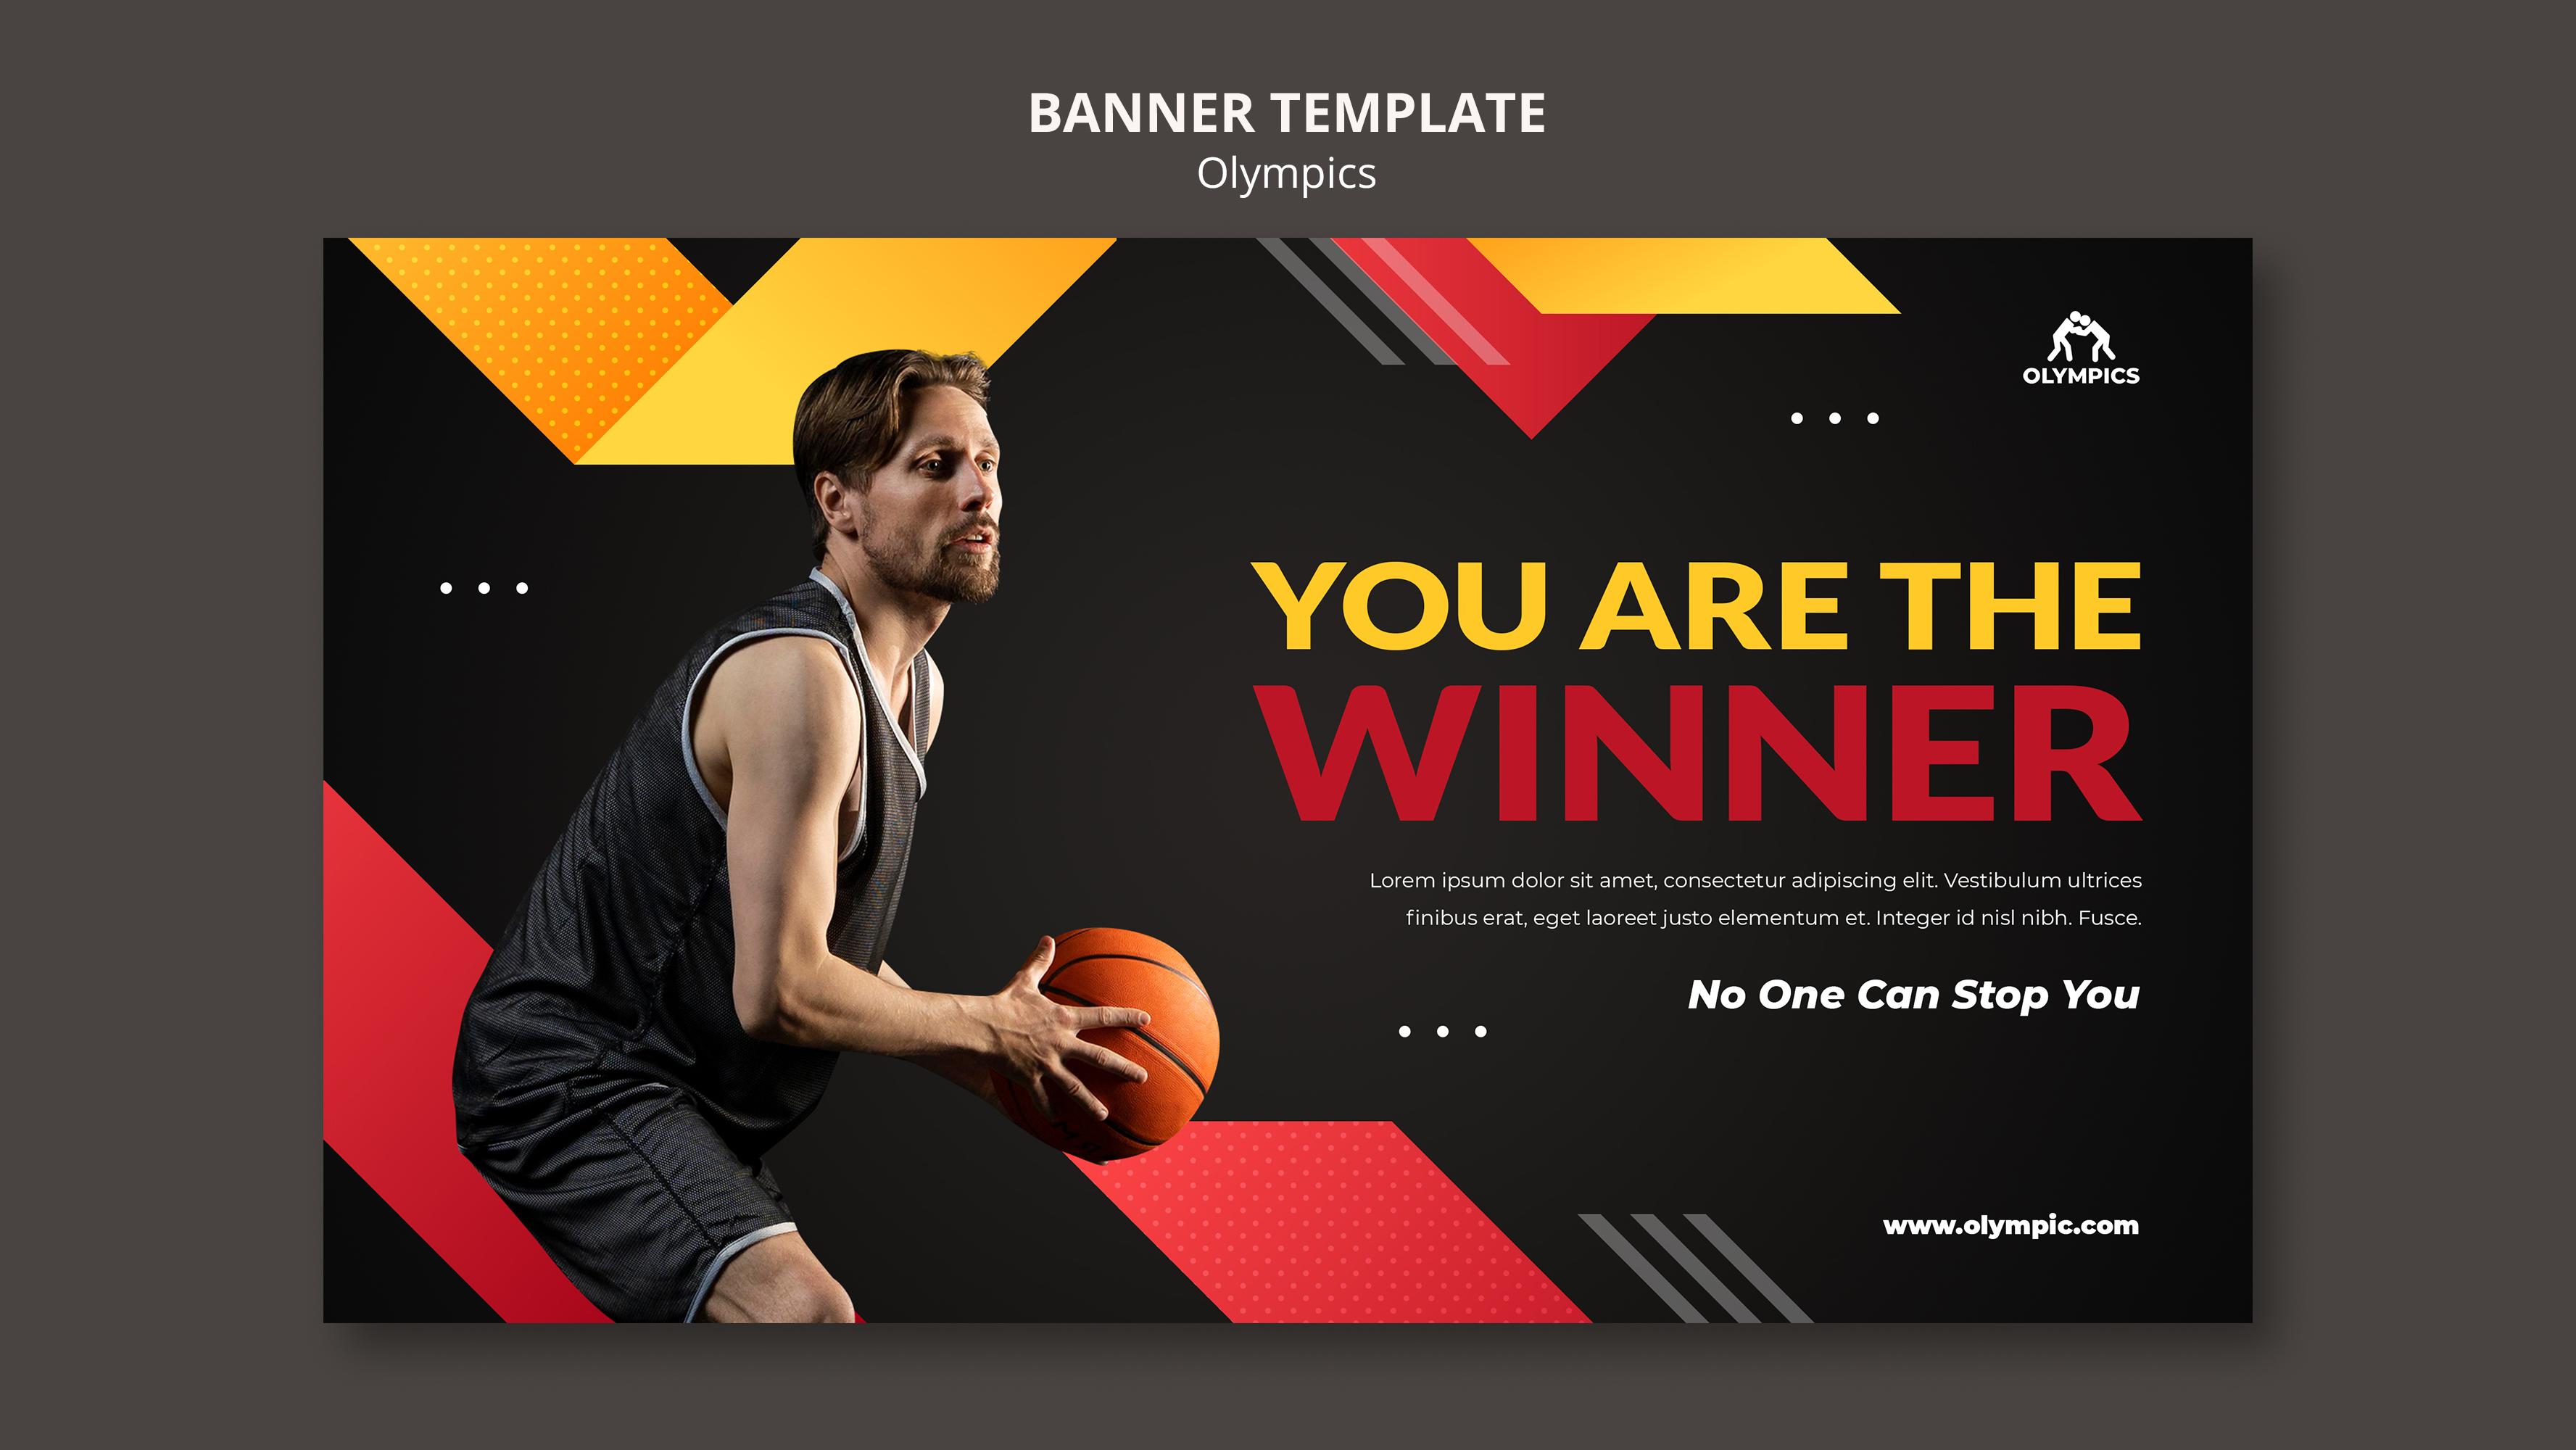 BANNER TEMPLATE
Olympics
OLYMPICS
YOU ARE THE
WINNER
Lorem ipsum dolor sit amet, consectetur adipiscing elit. Vestibulum ultrices
finibus erat, eget laoreet justo elementum et. Integer id nisl nibh. Fusce.
No One Can Stop You
www.olympic.com